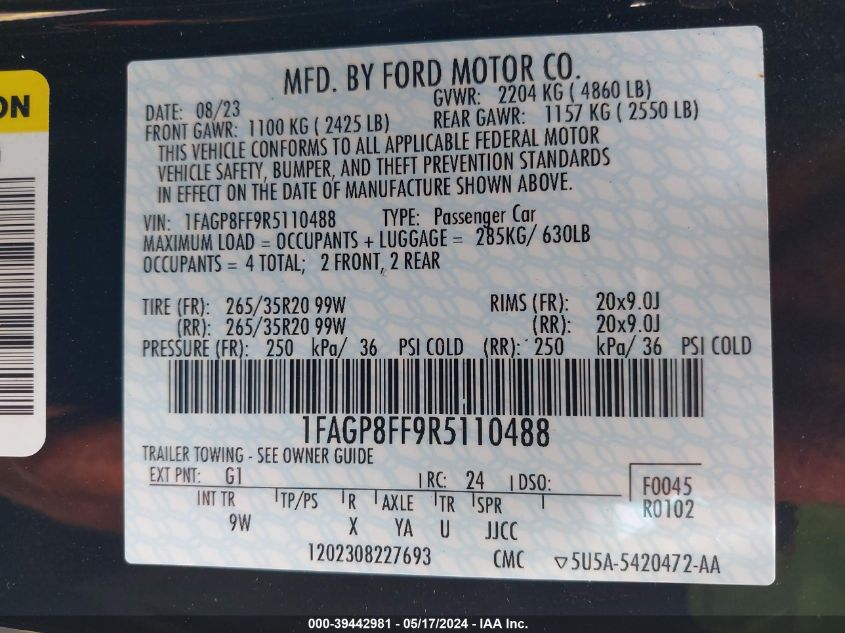 ON
MFD. BY FORD MOTOR CO.
DATE: 08/23 GVWR: 2204 KG ( 4860 LB)
FRONT GAWR: 1100 KG ( 2425 LB) REAR GAWR: 1157 KG ( 2550 LB)
THIS VEHICLE CONFORMS TO ALL APPLICABLE FEDERAL MOTOR
VEHICLE SAFETY, BUMPER, AND THEFT PREVENTION STANDARDS
IN EFFECT ON THE DATE OF MANUFACTURE SHOWN ABOVE.
VIN: 1FAGP8FF9R5110488 TYPE: Passenger Car
MAXIMUM LOAD = OCCUPANTS + LUGGAGE = 285KG/ 630LB
OCCUPANTS = 4 TOTAL; 2 FRONT, 2 REAR
TIRE (FR): 265/35R20 99W RIMS (FR): 20x9.0J
(RR): 265/35R20 99W (RR): 20x9.0J
PRESSURE (FR): 250 kPa/ 36 PSI COLD (RR): 250 kPa/ 36 PSI COLD
1FAGP8FF9R5110488
TRAILER TOWING - SEE OWNER GUIDE
EXT PNT: G1 RC: 24 DSO: F0045
INT TR TP/PS R AXLE TR SPR R0102
9W X YA U JJCC
1202308227693 CMC ▽5U5A-5420472-AA
000-39442981 - 05/17/2024 - IAA Inc.